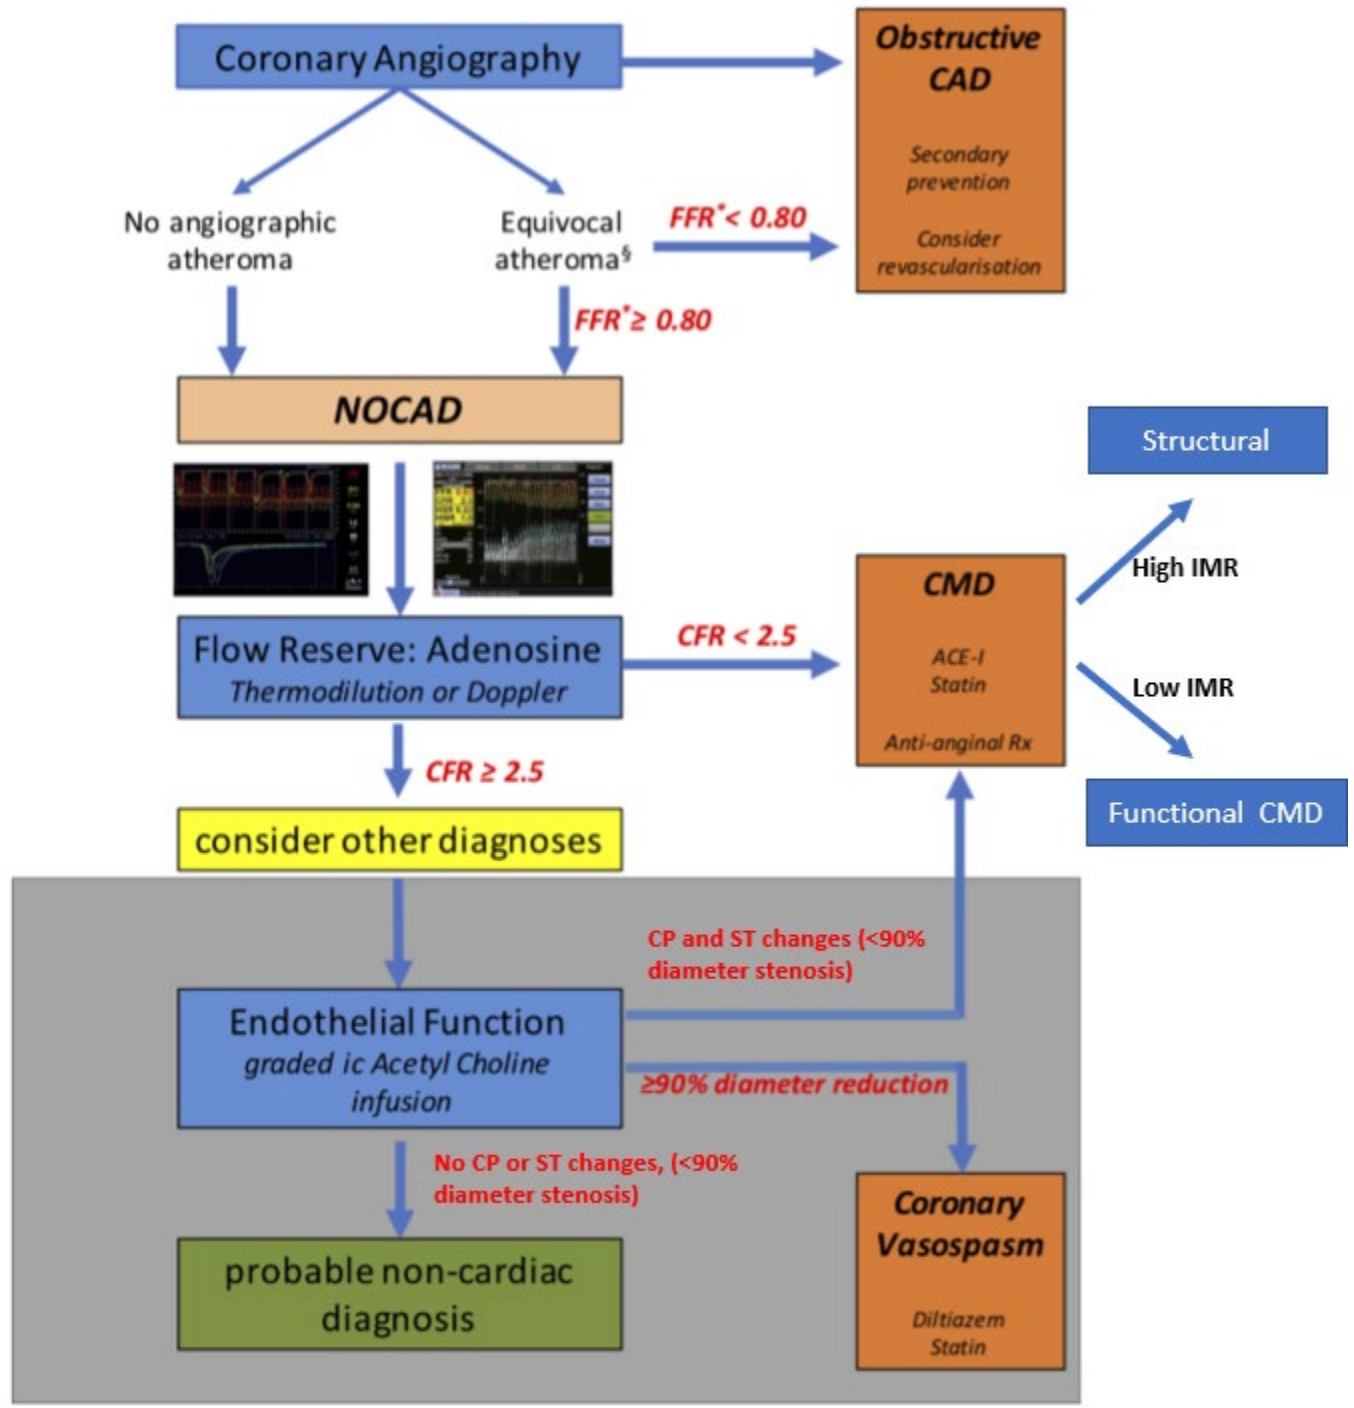 Coronary Angiography
Obstructive
CAD
Secondary
prevention
Consider
revascularisation
No angiographic
atheroma
Equivocal
atheroma§
FFR*< 0.80
FFR*≥ 0.80
NOCAD
Structural
High IMR
CMD
ACE-I
Statin
Anti-anginal Rx
Low IMR
Functional CMD
Flow Reserve: Adenosine
Thermodilution or Doppler
CFR < 2.5
CFR ≥ 2.5
consider other diagnoses
CP and ST changes (<90%
diameter stenosis)
Endothelial Function
graded ic Acetyl Choline
infusion
≥90% diameter reduction
No CP or ST changes, (<90%
diameter stenosis)
probable non-cardiac
diagnosis
Coronary
Vasospasm
Diltiazem
Statin